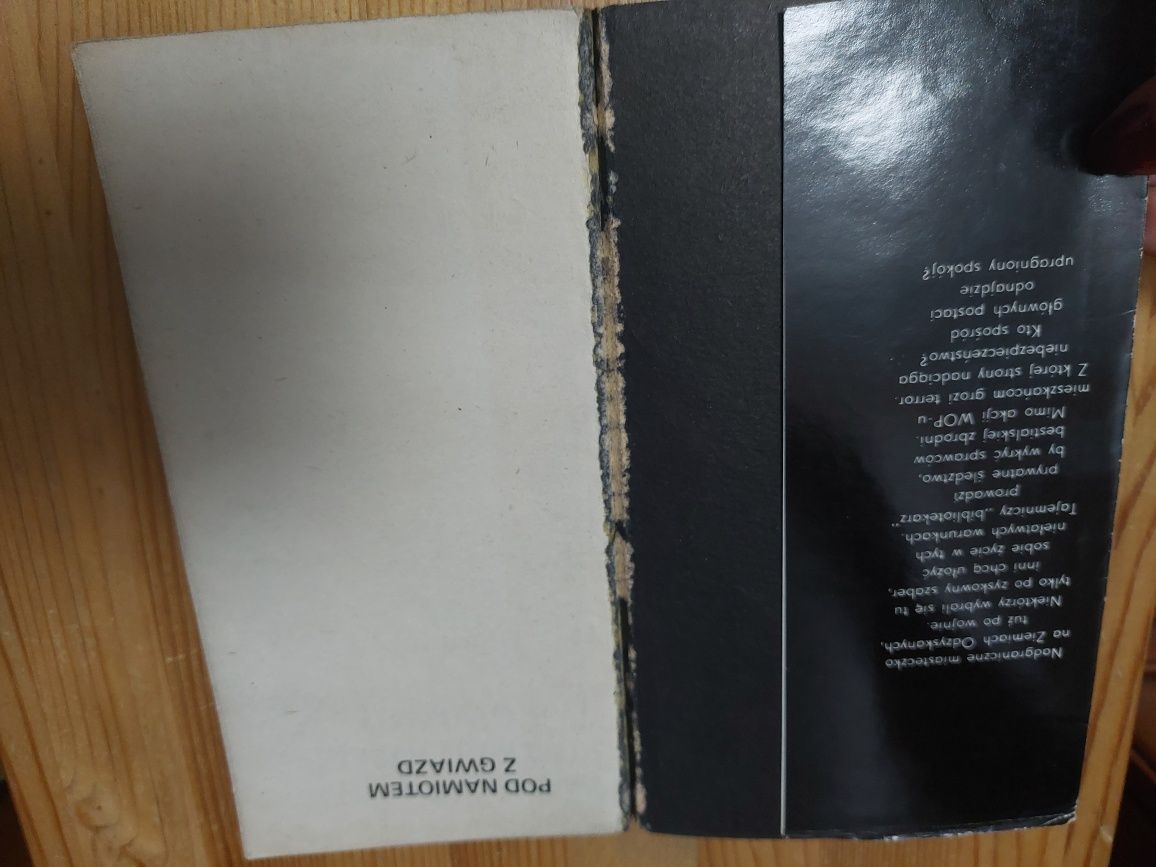 POD NAMIOTEM
Z GWIAZD
Nadgraniczne miasteczko
na Ziemiach Odzyskanych,
tuż po wojnie.
Niektórzy wybrali się tu
tylko po zyskowny szaber,
inni chcą ułożyć
sobie życie w tych
niełatwych warunkach.
Tajemniczy „bibliotekarz”
prowadzi
prywatne śledztwo,
by wykryć sprawców
bestialskiej zbrodni.
Mimo akcji WOP-u
mieszkańcom grozi terror.
Z której strony nadciąga
niebezpieczeństwo?
Kto spośród
głównych postaci
odnajdzie
upragniony spokój?